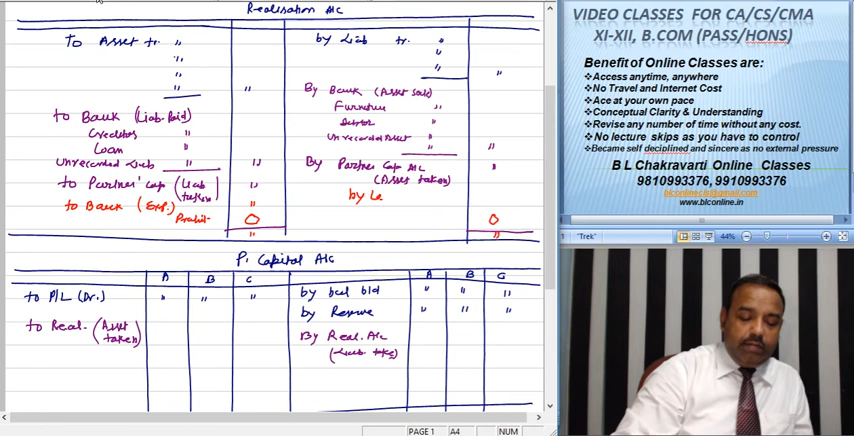 Realisation A/c
To Asset tr. "
by Liab tr. "
"
"
"
"
"
"
"
"
By Bank (Asset sold)
Furniture "
Debtor "
Unrecorded Asset "
" "
to Bank (Liab. Paid)
Creditors "
Loan "
Unrecorded Liab " "
By Partner Cap A/c "
(Asset taken)
to Partner' Cap (Liab taken) "
to Bank (Exp.) "
by Lo
Profit- O
O
" "
P. Capital A/c
A B C A B C
to P/L (Dr.) " " "
by bal b/d " " "
by Reserve " " "
to Real. (Asset taken)
By Real. A/c
VIDEO CLASSES FOR CA/CS/CMA
XI-XII, B.COM (PASS/HONS)
Benefit of Online Classes are:
❖Access anytime, anywhere
❖No Travel and Internet Cost
❖Ace at your own pace
❖Conceptual Clarity & Understanding
❖Revise any number of time without any cost.
❖No lecture skips as you have to control
❖Became self deciplined and sincere as no external pressure
B L Chakravarti Online Classes
9810993376, 9910993376
blconlinecls@gmail.com
www.blconline.in
1 "Trek" 44%
PAGE 1 A4 NUM